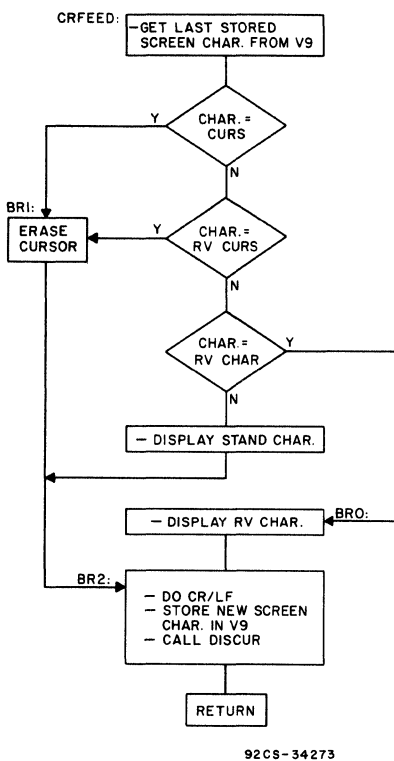 CRFEED:
-GET LAST STORED
SCREEN CHAR. FROM V9
Y
CHAR.=
CURS
N
BR1:
ERASE
CURSOR
Y
CHAR.=
RV CURS
N
CHAR.=
RV CHAR
Y
N
- DISPLAY STAND CHAR.
- DISPLAY RV CHAR.
BR0:
BR2:
- DO CR/LF
- STORE NEW SCREEN
CHAR. IN V9
- CALL DISCUR
RETURN
92CS-34273